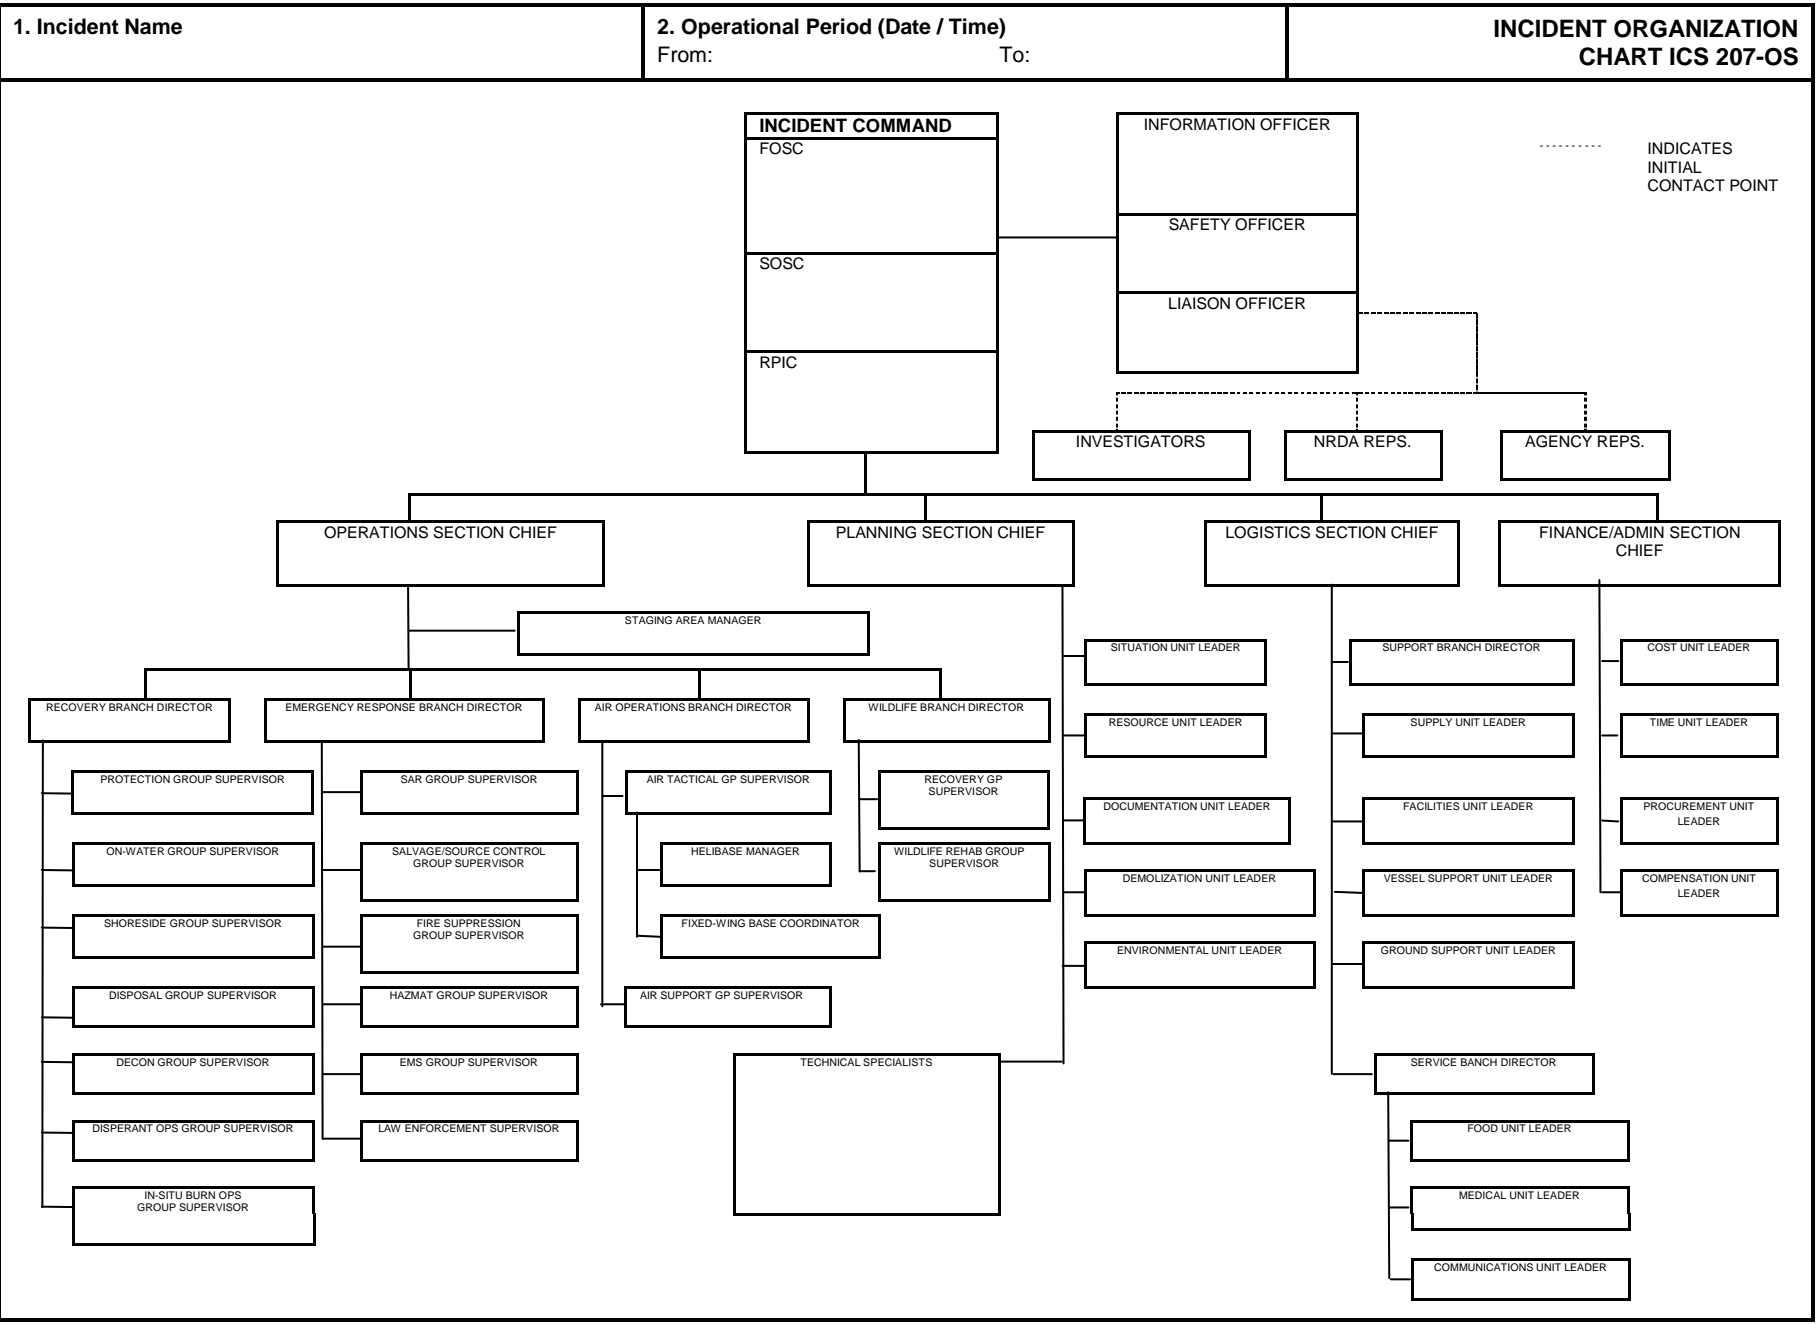 1. Incident Name
2. Operational Period (Date / Time)
From: To:
INCIDENT ORGANIZATION
CHART ICS 207-OS
INCIDENT COMMAND
FOSC
SOSC
RPIC
INFORMATION OFFICER
SAFETY OFFICER
LIAISON OFFICER
INDICATES
INITIAL
CONTACT POINT
INVESTIGATORS
NRDA REPS.
AGENCY REPS.
OPERATIONS SECTION CHIEF
PLANNING SECTION CHIEF
LOGISTICS SECTION CHIEF
FINANCE/ADMIN SECTION
CHIEF
STAGING AREA MANAGER
RECOVERY BRANCH DIRECTOR
EMERGENCY RESPONSE BRANCH DIRECTOR
AIR OPERATIONS BRANCH DIRECTOR
WILDLIFE BRANCH DIRECTOR
PROTECTION GROUP SUPERVISOR
ON-WATER GROUP SUPERVISOR
SHORESIDE GROUP SUPERVISOR
DISPOSAL GROUP SUPERVISOR
DECON GROUP SUPERVISOR
DISPERANT OPS GROUP SUPERVISOR
IN-SITU BURN OPS
GROUP SUPERVISOR
SAR GROUP SUPERVISOR
SALVAGE/SOURCE CONTROL
GROUP SUPERVISOR
FIRE SUPPRESSION
GROUP SUPERVISOR
HAZMAT GROUP SUPERVISOR
EMS GROUP SUPERVISOR
LAW ENFORCEMENT SUPERVISOR
AIR TACTICAL GP SUPERVISOR
HELIBASE MANAGER
FIXED-WING BASE COORDINATOR
AIR SUPPORT GP SUPERVISOR
RECOVERY GP
SUPERVISOR
WILDLIFE REHAB GROUP
SUPERVISOR
SITUATION UNIT LEADER
RESOURCE UNIT LEADER
DOCUMENTATION UNIT LEADER
DEMOLIZATION UNIT LEADER
ENVIRONMENTAL UNIT LEADER
TECHNICAL SPECIALISTS
SUPPORT BRANCH DIRECTOR
SUPPLY UNIT LEADER
FACILITIES UNIT LEADER
VESSEL SUPPORT UNIT LEADER
GROUND SUPPORT UNIT LEADER
SERVICE BANCH DIRECTOR
FOOD UNIT LEADER
MEDICAL UNIT LEADER
COMMUNICATIONS UNIT LEADER
COST UNIT LEADER
TIME UNIT LEADER
PROCUREMENT UNIT
LEADER
COMPENSATION UNIT
LEADER